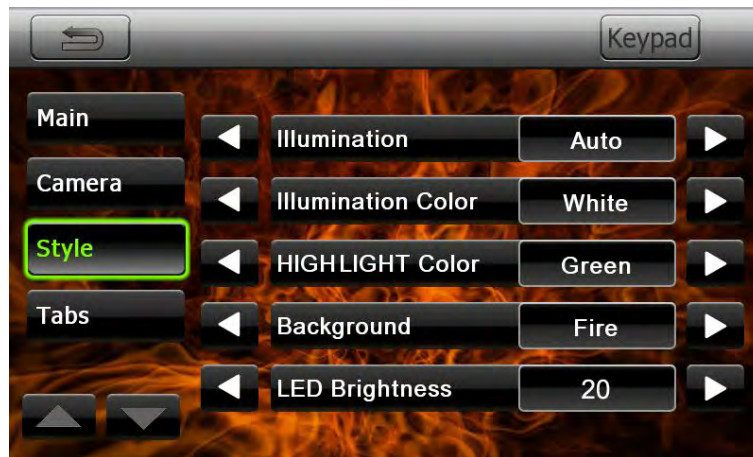 Keypad
Main
Illumination Auto
Camera
Illumination Color White
Style
HIGHLIGHT Color Green
Tabs
Background Fire
LED Brightness 20